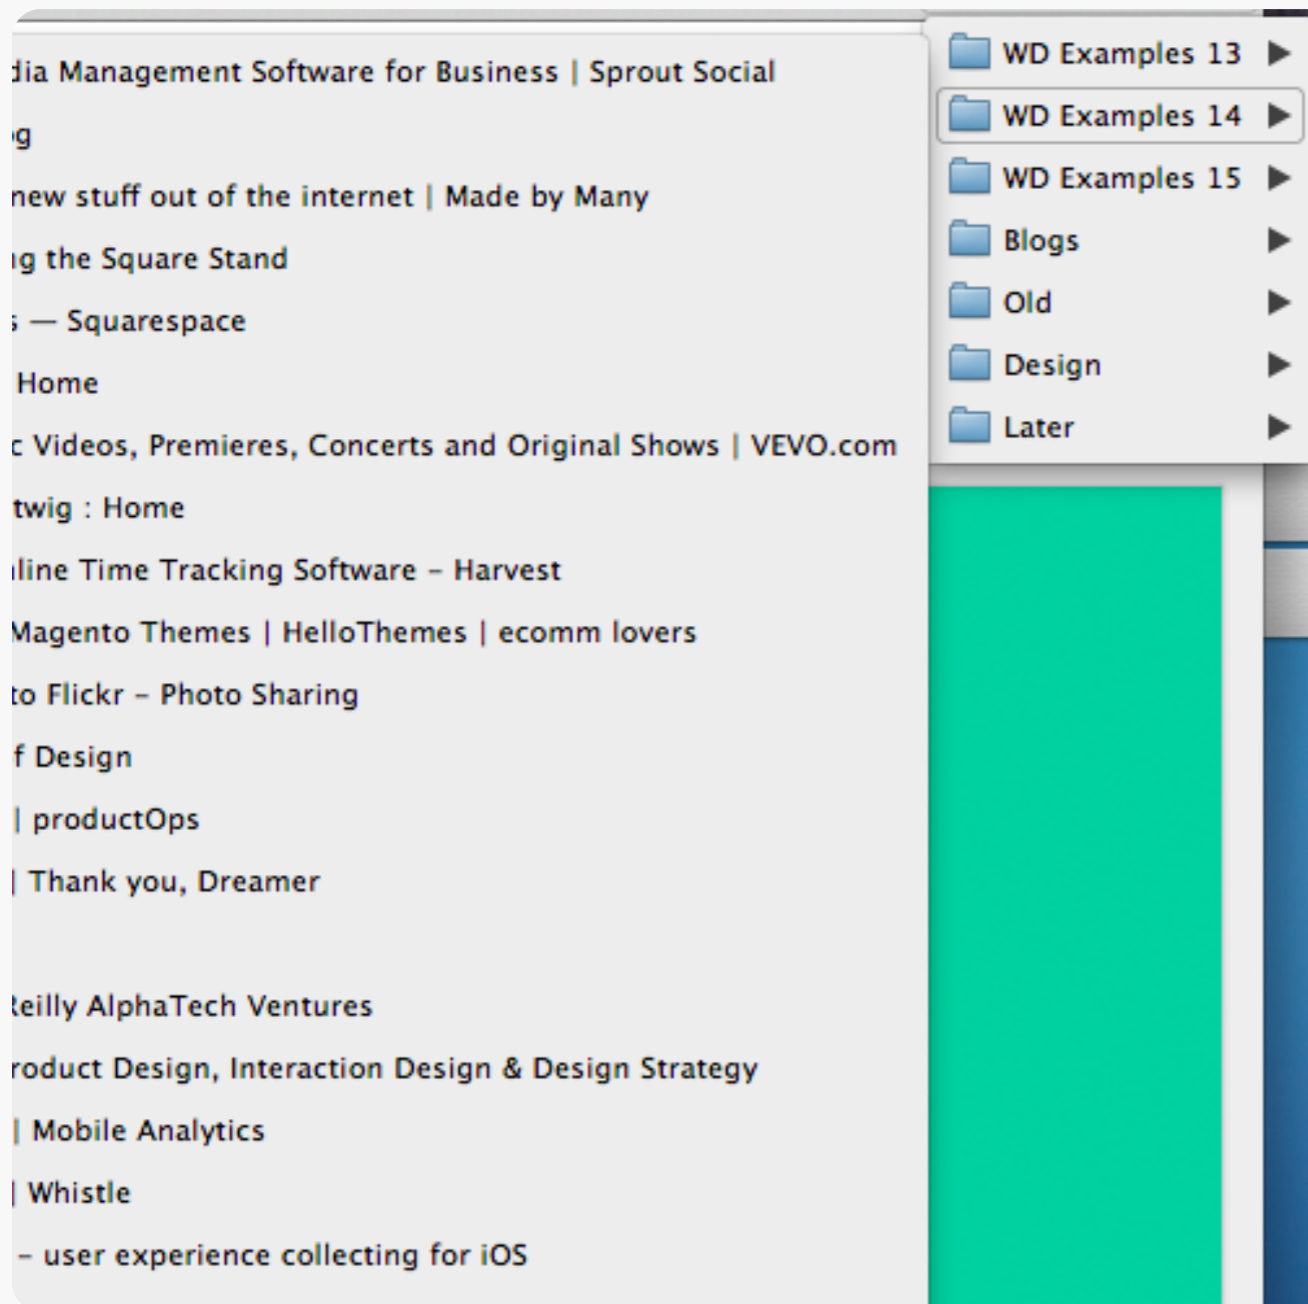 dia Management Software for Business | Sprout Social
og
new stuff out of the internet | Made by Many
ng the Square Stand
s — Squarespace
Home
c Videos, Premieres, Concerts and Original Shows | VEVO.com
twig : Home
nline Time Tracking Software – Harvest
Magento Themes | HelloThemes | ecomm lovers
to Flickr – Photo Sharing
f Design
| productOps
| Thank you, Dreamer
Reilly AlphaTech Ventures
roduct Design, Interaction Design & Design Strategy
| Mobile Analytics
| Whistle
– user experience collecting for iOS
WD Examples 13
WD Examples 14
WD Examples 15
Blogs
Old
Design
Later